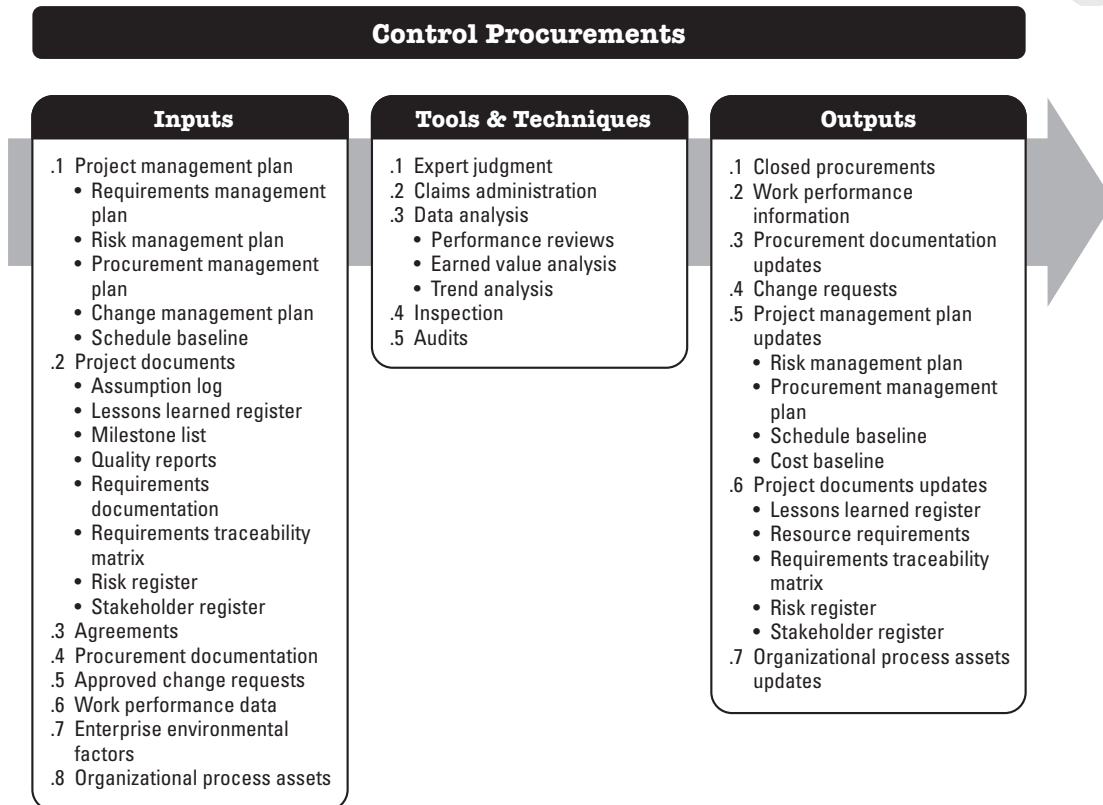 Control Procurements
Inputs
.1 Project management plan
• Requirements management
plan
• Risk management plan
• Procurement management
plan
• Change management plan
• Schedule baseline
.2 Project documents
• Assumption log
• Lessons learned register
• Milestone list
• Quality reports
• Requirements
documentation
• Requirements traceability
matrix
• Risk register
• Stakeholder register
.3 Agreements
.4 Procurement documentation
.5 Approved change requests
.6 Work performance data
.7 Enterprise environmental
factors
.8 Organizational process assets
Tools & Techniques
.1 Expert judgment
.2 Claims administration
.3 Data analysis
• Performance reviews
• Earned value analysis
• Trend analysis
.4 Inspection
.5 Audits
Outputs
.1 Closed procurements
.2 Work performance
information
.3 Procurement documentation
updates
.4 Change requests
.5 Project management plan
updates
• Risk management plan
• Procurement management
plan
• Schedule baseline
• Cost baseline
.6 Project documents updates
• Lessons learned register
• Resource requirements
• Requirements traceability
matrix
• Risk register
• Stakeholder register
.7 Organizational process assets
updates